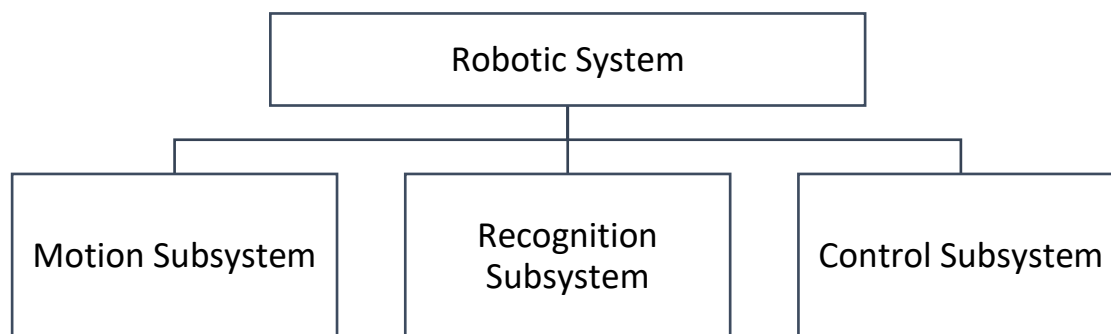 Robotic System
Motion Subsystem
Recognition
Subsystem
Control Subsystem